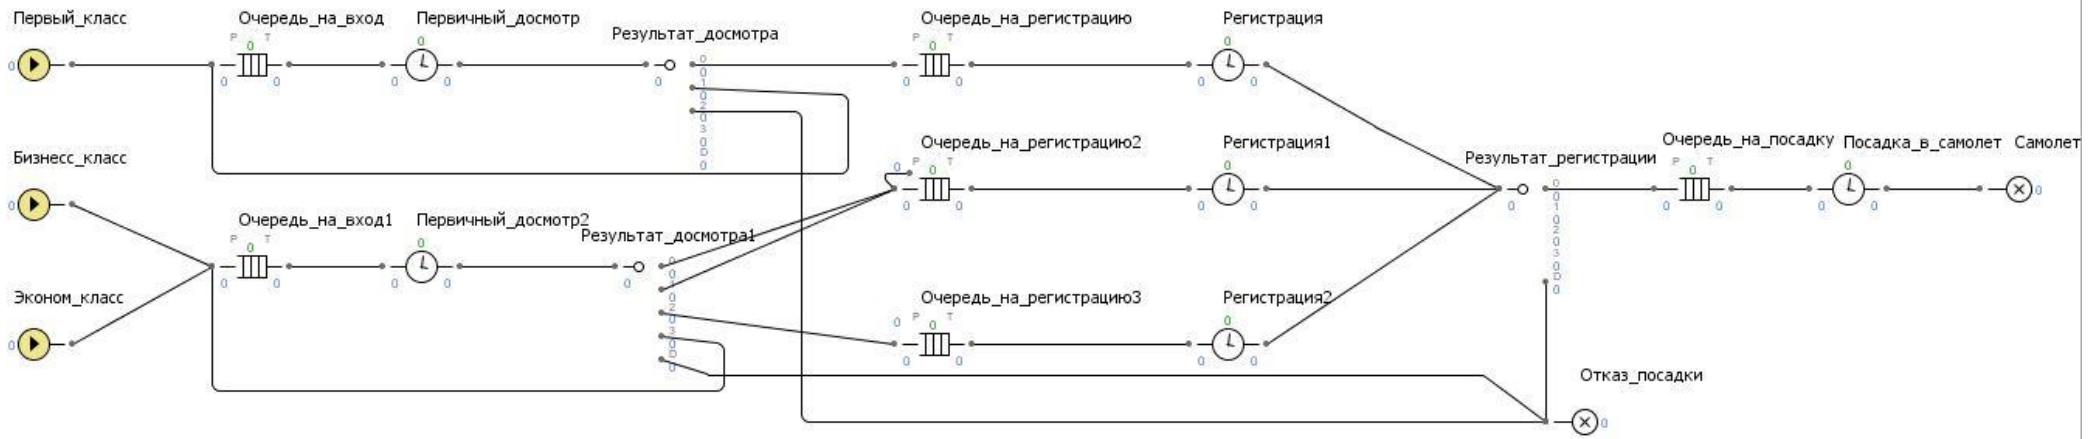 Первый_класс
Очередь_на_вход
Первичный_досмотр
Результат_досмотра
Очередь_на_регистрацию
Регистрация
Бизнесс_класс
Очередь_на_регистрацию2
Регистрация1
Результат_регистрации
Очередь_на_посадку
Посадка_в_самолет
Самолет
Очередь_на_вход1
Первичный_досмотр2
Результат_досмотра1
Эконом_класс
Очередь_на_регистрацию3
Регистрация2
Отказ_посадки